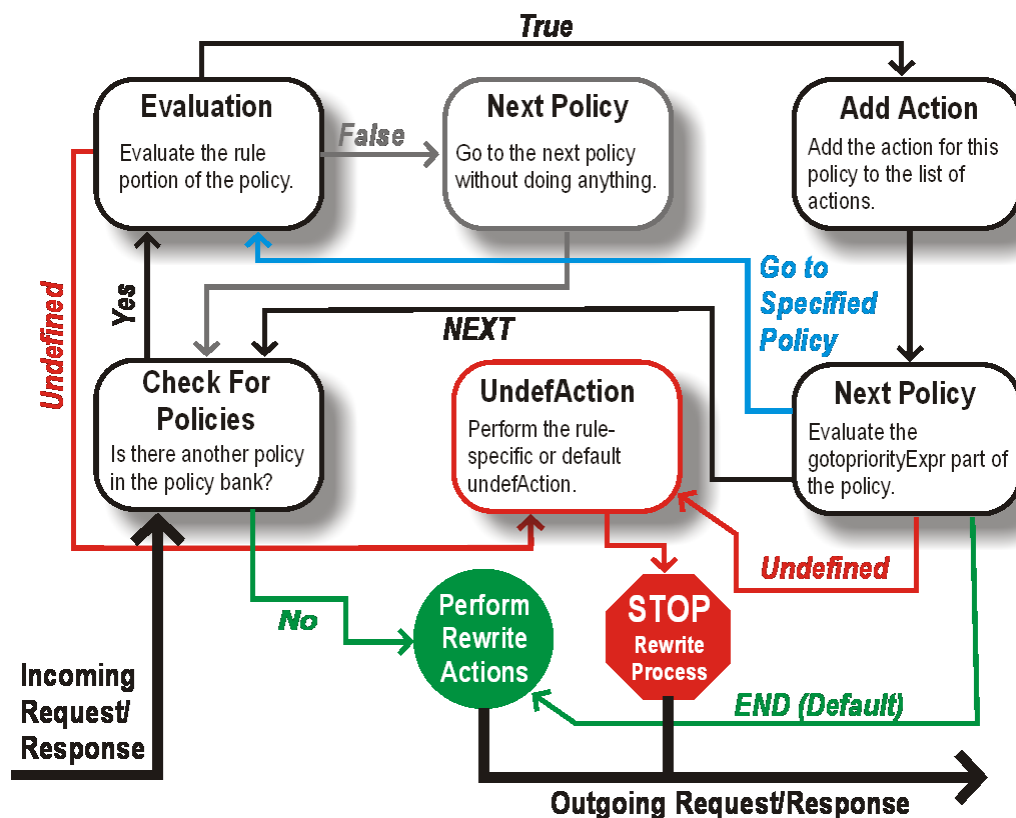 True
Evaluation
Evaluate the rule
portion of the policy.
False
Next Policy
Go to the next policy
without doing anything.
Add Action
Add the action for this
policy to the list of
actions.
Undefined
Yes
NEXT
Go to
Specified
Policy
Check For
Policies
Is there another policy
in the policy bank?
UndefAction
Perform the rule-
specific or default
undefAction.
Next Policy
Evaluate the
gotopriorityExpr part of
the policy.
Undefined
No
Perform
Rewrite
Actions
STOP
Rewrite
Process
END (Default)
Incoming
Request/
Response
Outgoing Request/Response